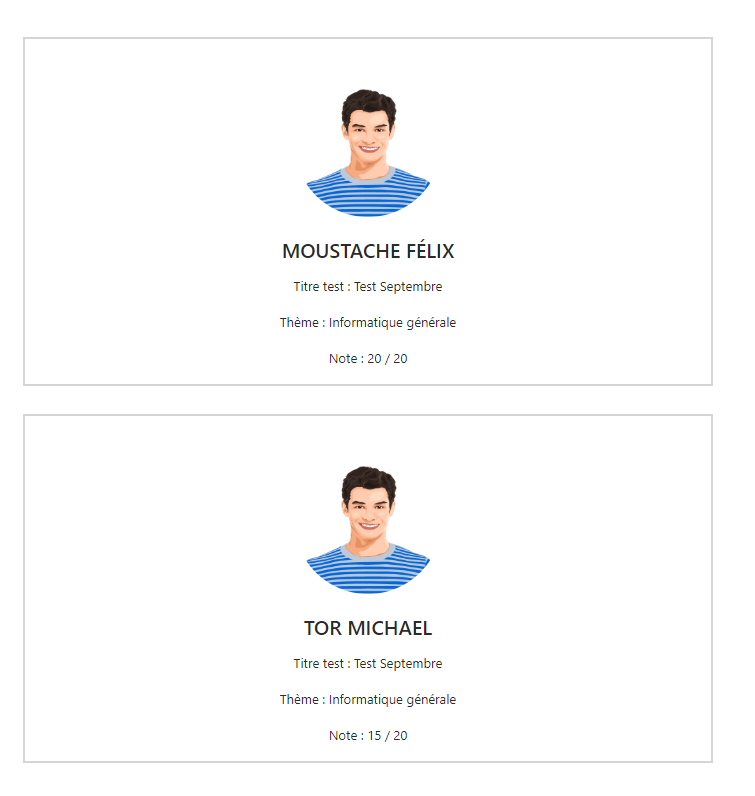 MOUSTACHE FÉLIX
Titre test : Test Septembre
Thème : Informatique générale
Note : 20 / 20
TOR MICHAEL
Titre test : Test Septembre
Thème : Informatique générale
Note : 15 / 20